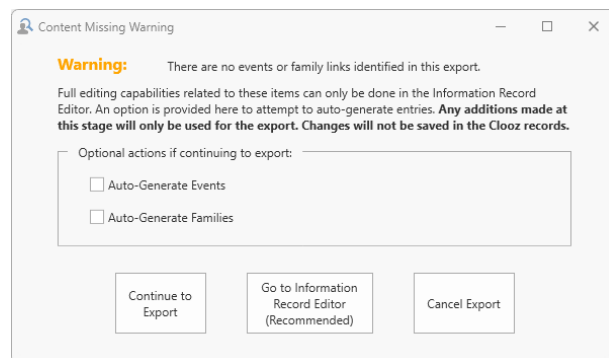 Content Missing Warning
Warning: There are no events or family links identified in this export.
Full editing capabilities related to these items can only be done in the Information Record
Editor. An option is provided here to attempt to auto-generate entries. Any additions made at
this stage will only be used for the export. Changes will not be saved in the Clooz records.
Optional actions if continuing to export:
Auto-Generate Events
Auto-Generate Families
Continue to
Export
Go to Information
Record Editor
(Recommended)
Cancel Export